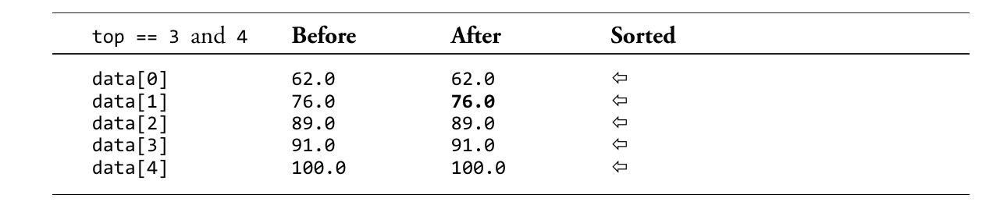 top == 3 and 4 Before After Sorted
data[0] 62.0 62.0 ⇦
data[1] 76.0 76.0 ⇦
data[2] 89.0 89.0 ⇦
data[3] 91.0 91.0 ⇦
data[4] 100.0 100.0 ⇦